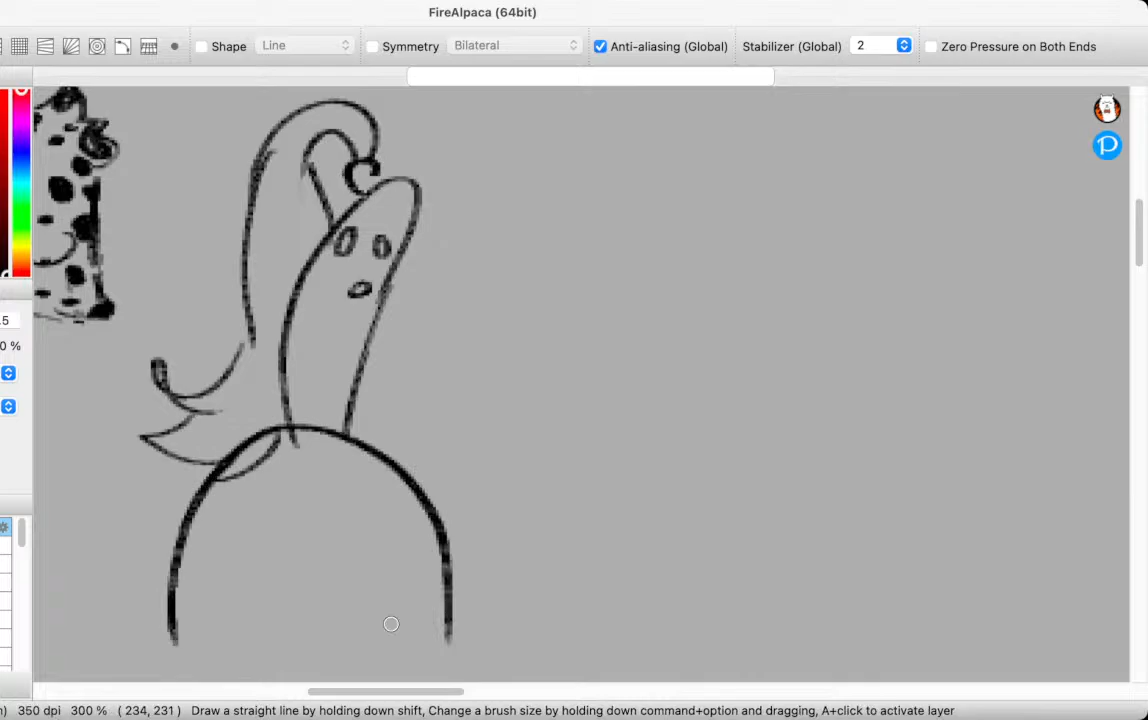 FireAlpaca (64bit)
Shape Line Symmetry Bilateral Anti-aliasing (Global) Stabilizer (Global) 2 Zero Pressure on Both Ends
.5
0 %
) 350 dpi 300 % ( 234, 231 ) Draw a straight line by holding down shift, Change a brush size by holding down command+option and dragging, A+click to activate layer